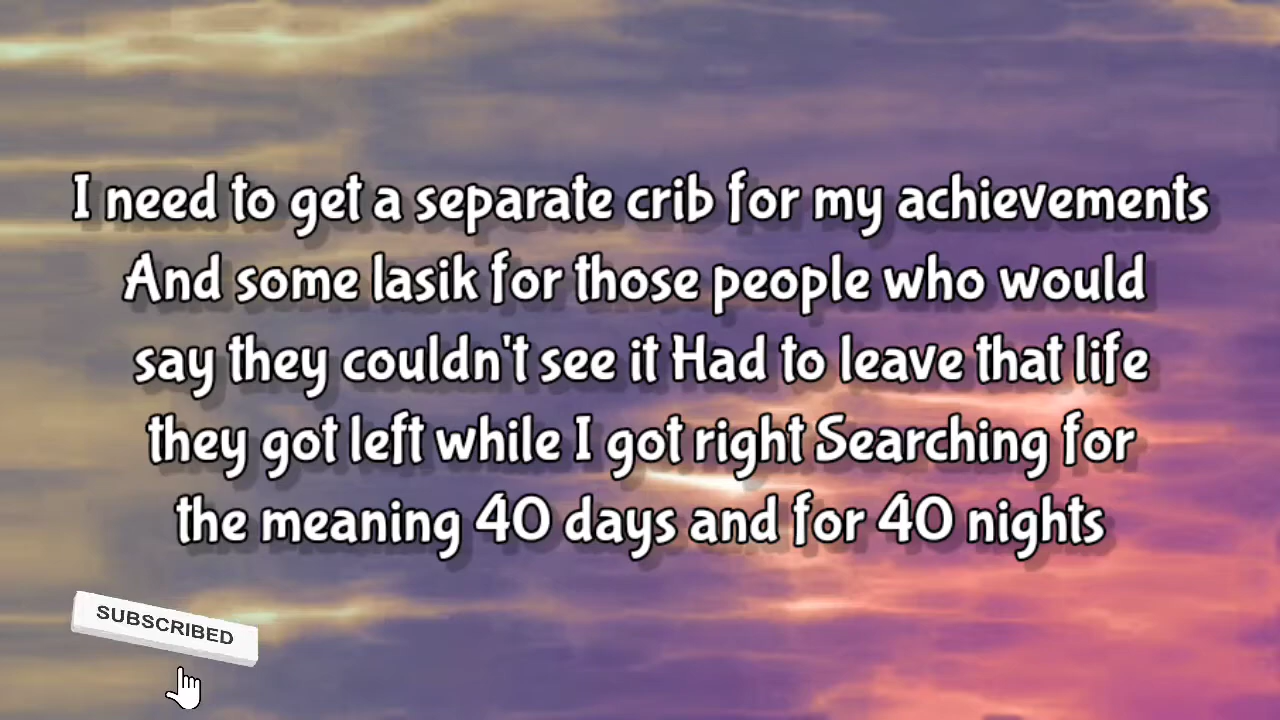 I need to get a separate crib for my achievements
And some lasik for those people who would
say they couldn't see it Had to leave that life
they got left while I got right Searching for
the meaning 40 days and for 40 nights
SUBSCRIBED